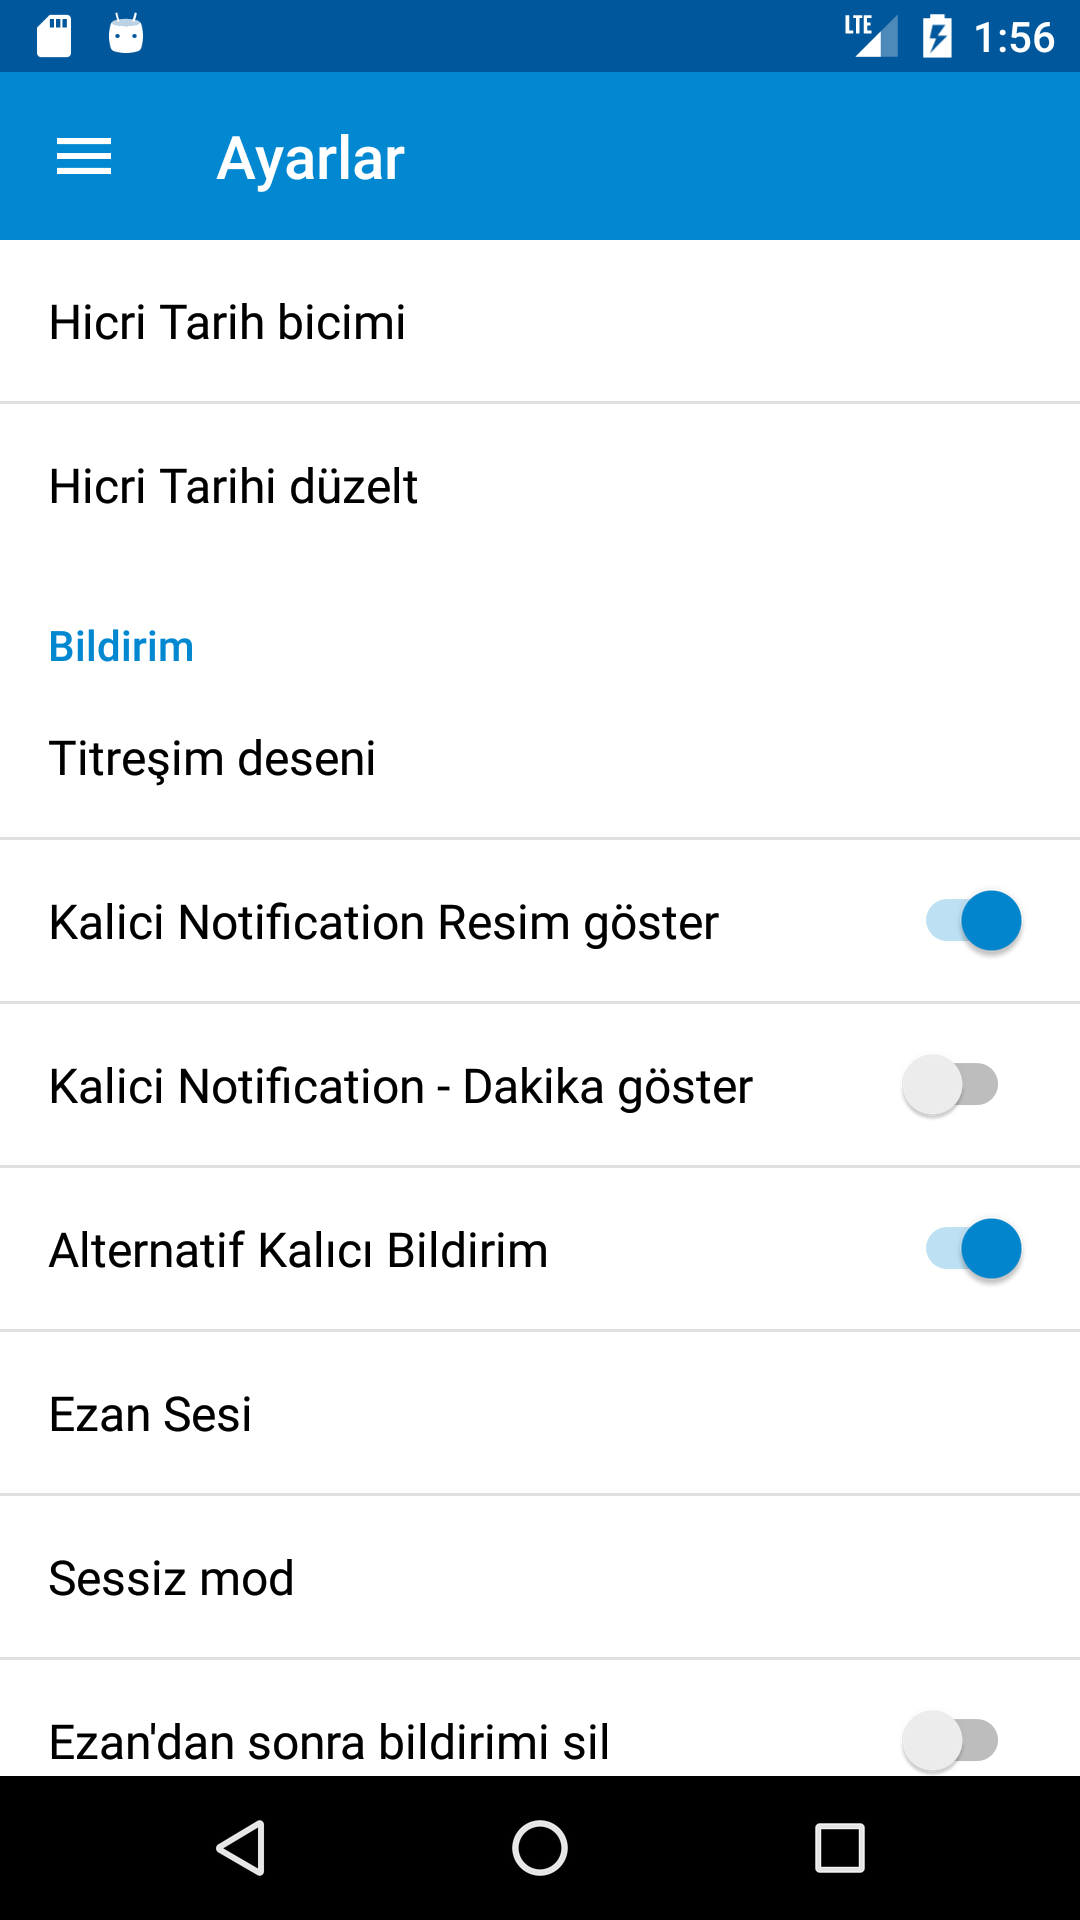 LTE 1:56
Ayarlar
Hicri Tarih bicimi
Hicri Tarihi düzelt
Bildirim
Titreşim deseni
Kalici Notification Resim göster
Kalici Notification - Dakika göster
Alternatif Kalıcı Bildirim
Ezan Sesi
Sessiz mod
Ezan'dan sonra bildirimi sil